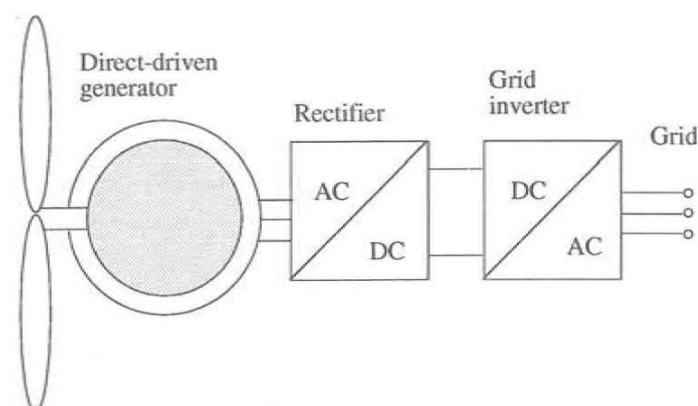 Direct-driven
generator
Rectifier
Grid
inverter
Grid
AC
DC
DC
AC